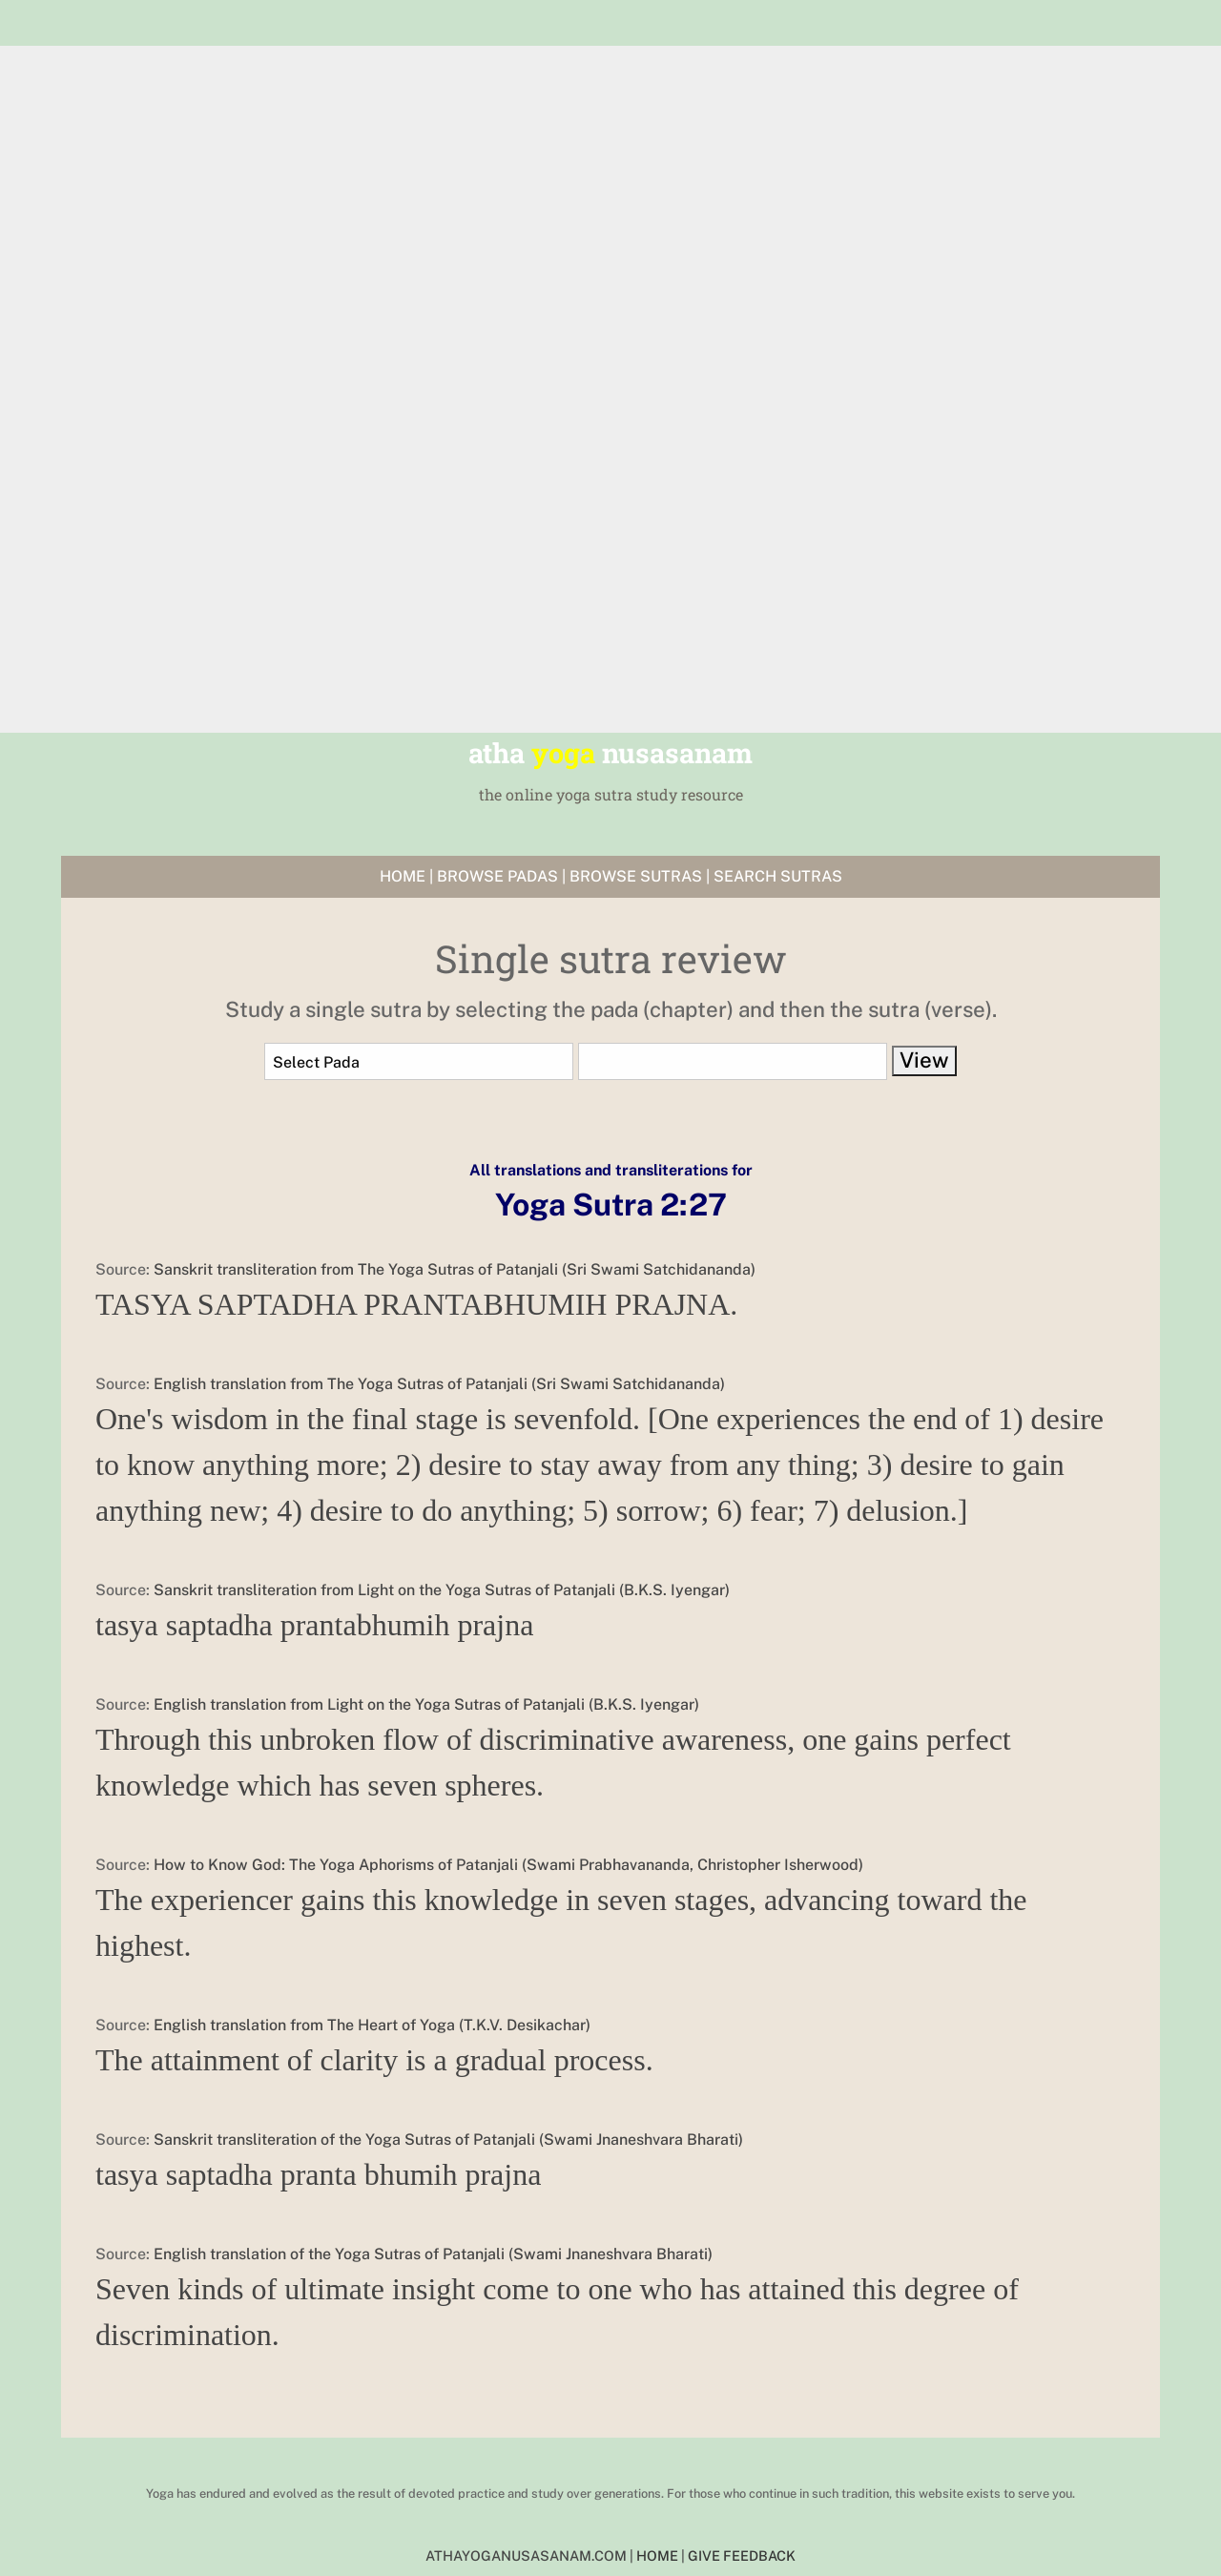 atha yoga nusasanam
the online yoga sutra study resource
HOME | BROWSE PADAS | BROWSE SUTRAS | SEARCH SUTRAS
Single sutra review
Study a single sutra by selecting the pada (chapter) and then the sutra (verse).
Select Pada View
All translations and transliterations for
Yoga Sutra 2:27
Source: Sanskrit transliteration from The Yoga Sutras of Patanjali (Sri Swami Satchidananda)
TASYA SAPTADHA PRANTABHUMIH PRAJNA.
Source: English translation from The Yoga Sutras of Patanjali (Sri Swami Satchidananda)
One's wisdom in the final stage is sevenfold. [One experiences the end of 1) desire
to know anything more; 2) desire to stay away from any thing; 3) desire to gain
anything new; 4) desire to do anything; 5) sorrow; 6) fear; 7) delusion.]
Source: Sanskrit transliteration from Light on the Yoga Sutras of Patanjali (B.K.S. Iyengar)
tasya saptadha prantabhumih prajna
Source: English translation from Light on the Yoga Sutras of Patanjali (B.K.S. Iyengar)
Through this unbroken flow of discriminative awareness, one gains perfect
knowledge which has seven spheres.
Source: How to Know God: The Yoga Aphorisms of Patanjali (Swami Prabhavananda, Christopher Isherwood)
The experiencer gains this knowledge in seven stages, advancing toward the
highest.
Source: English translation from The Heart of Yoga (T.K.V. Desikachar)
The attainment of clarity is a gradual process.
Source: Sanskrit transliteration of the Yoga Sutras of Patanjali (Swami Jnaneshvara Bharati)
tasya saptadha pranta bhumih prajna
Source: English translation of the Yoga Sutras of Patanjali (Swami Jnaneshvara Bharati)
Seven kinds of ultimate insight come to one who has attained this degree of
discrimination.
Yoga has endured and evolved as the result of devoted practice and study over generations. For those who continue in such tradition, this website exists to serve you.
ATHAYOGANUSASANAM.COM | HOME | GIVE FEEDBACK